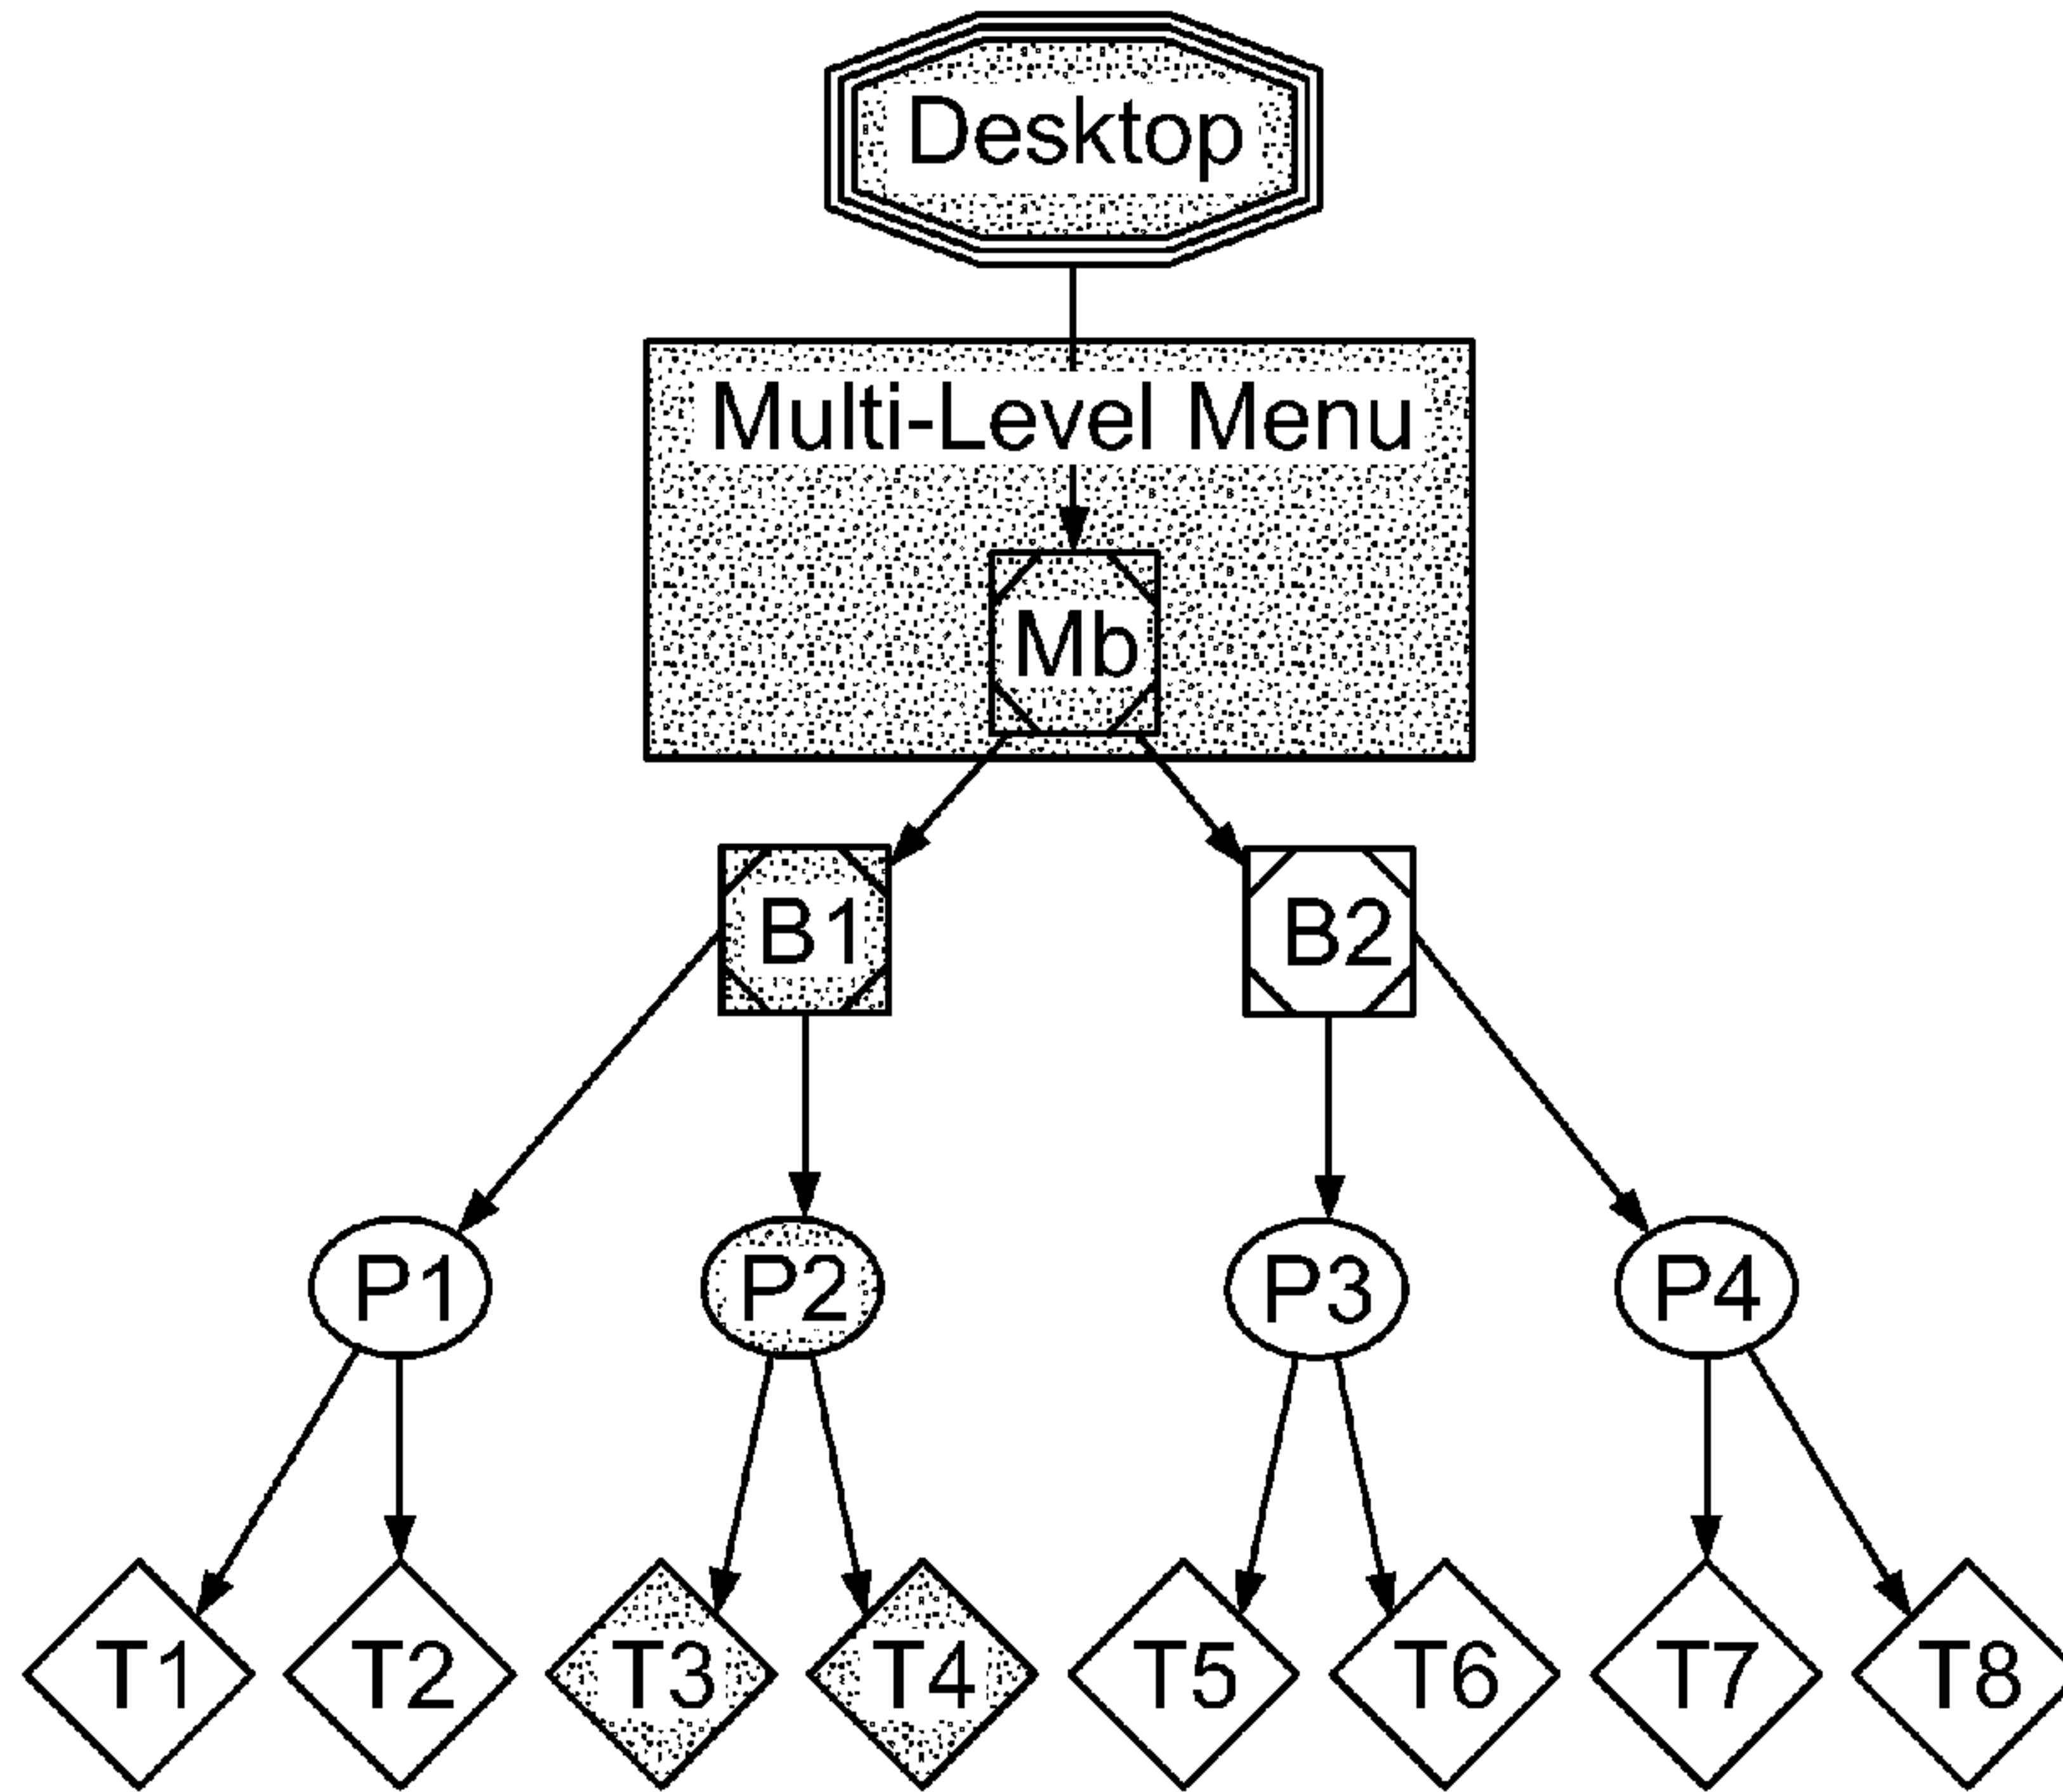 Desktop
Multi-Level Menu
Mb
B1 B2
P1 P2 P3 P4
T1 T2 T3 T4 T5 T6 T7 T8